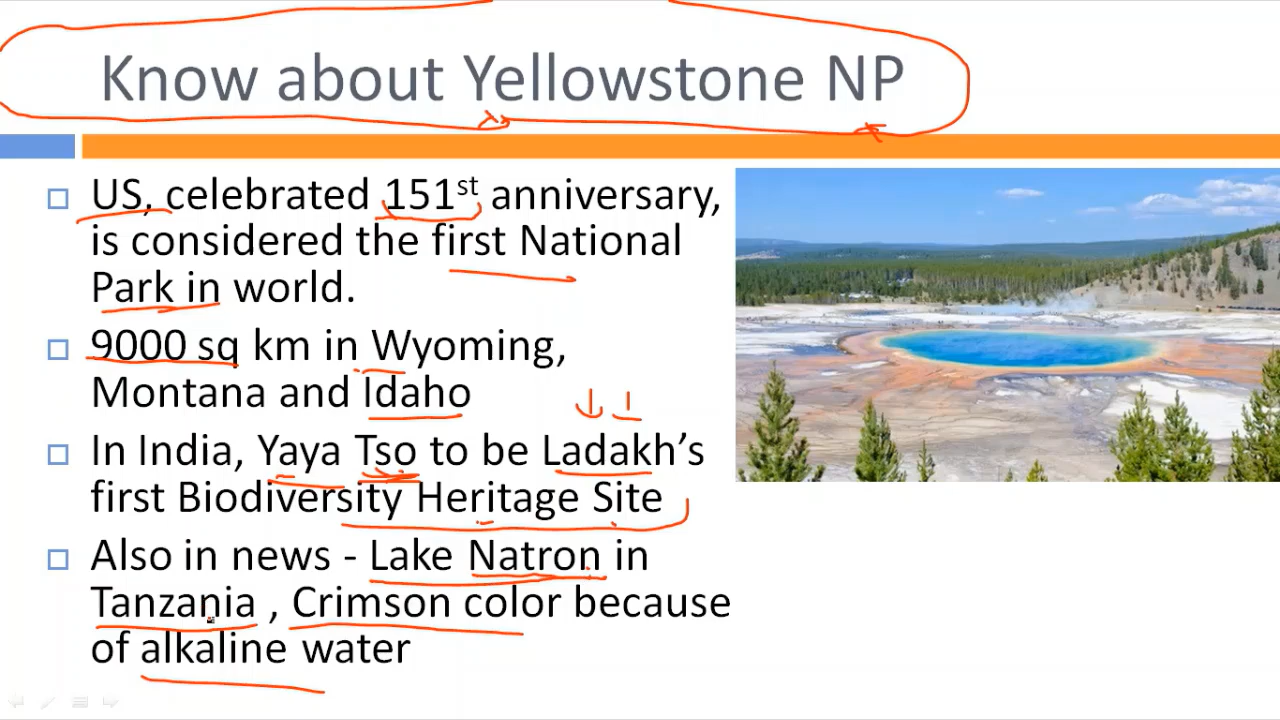 Know about Yellowstone NP
US, celebrated 151st anniversary,
is considered the first National
Park in world.
9000 sq km in Wyoming,
Montana and Idaho
In India, Yaya Tso to be Ladakh’s
first Biodiversity Heritage Site
Also in news - Lake Natron in
Tanzania , Crimson color because
of alkaline water